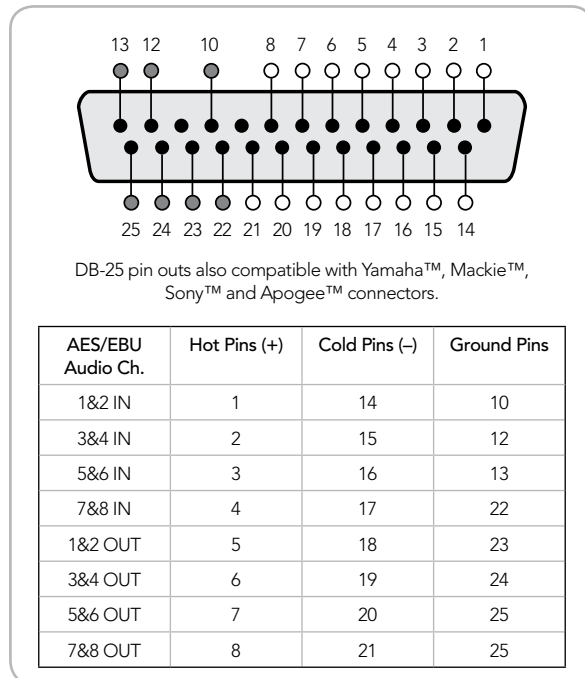 13 12 10 8 7 6 5 4 3 2 1
25 24 23 22 21 20 19 18 17 16 15 14
DB-25 pin outs also compatible with Yamaha™, Mackie™,
Sony™ and Apogee™ connectors.
AES/EBU Audio Ch. Hot Pins (+) Cold Pins (–) Ground Pins
1&2 IN 1 14 10
3&4 IN 2 15 12
5&6 IN 3 16 13
7&8 IN 4 17 22
1&2 OUT 5 18 23
3&4 OUT 6 19 24
5&6 OUT 7 20 25
7&8 OUT 8 21 25